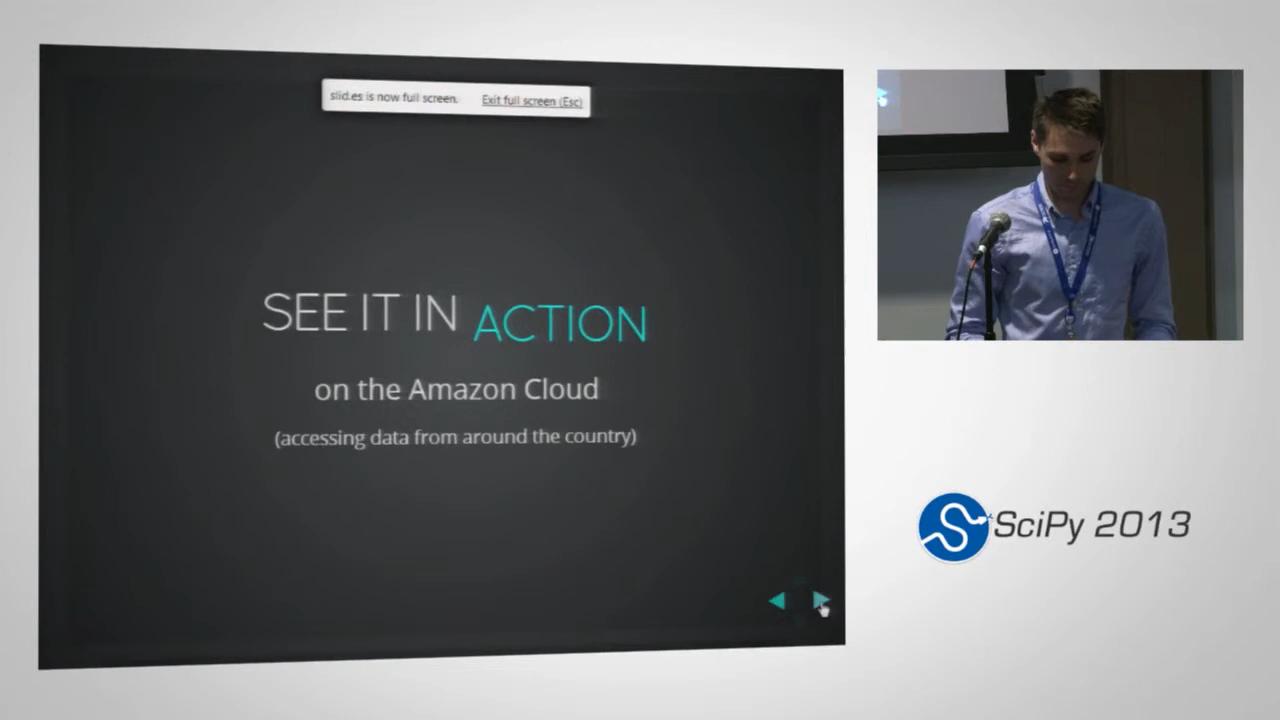 slid.es is now full screen. Exit full screen (Esc)
SEE IT IN ACTION
on the Amazon Cloud
(accessing data from around the country)
SciPy 2013